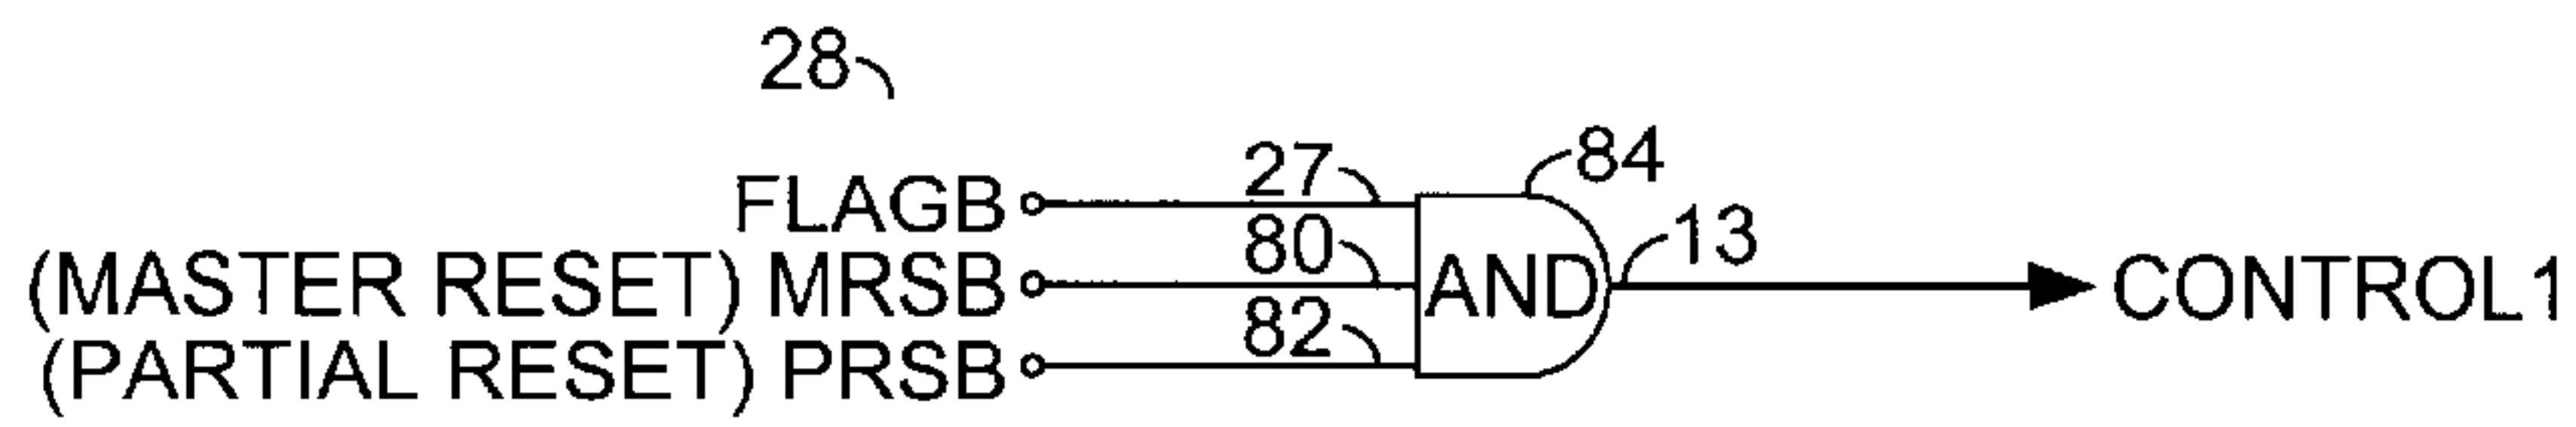 28
84
27
FLAGB
13
80
(MASTER RESET) MRSB
AND
CONTROL1
82
(PARTIAL RESET) PRSB